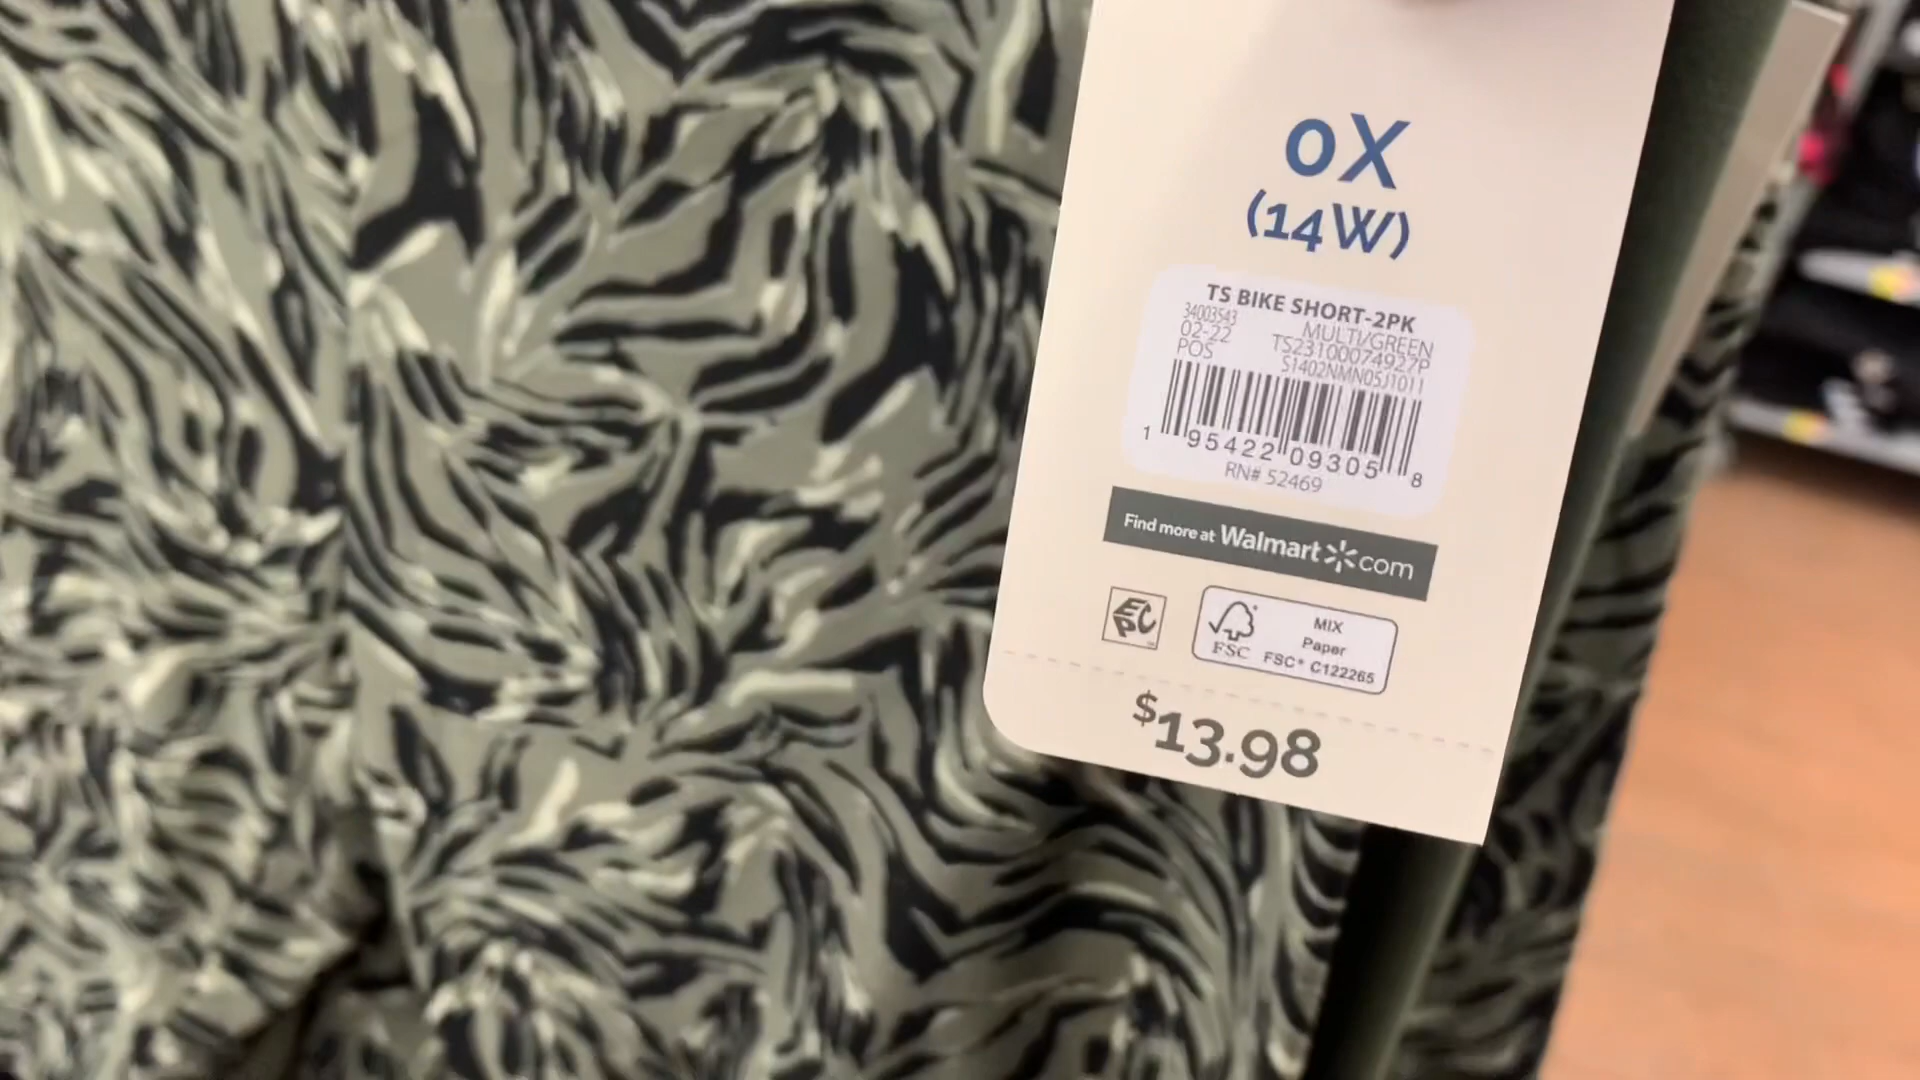 0X
(14W)
TS BIKE SHORT-2PK
34003543 MULTI/GREEN
02-22 TS23100074927P
POS S1402NMN05J1011
1 95422 09305 8
RN# 52469
Find more at Walmart com
EPC
FSC
MIX
Paper
FSC® C122265
$13.98